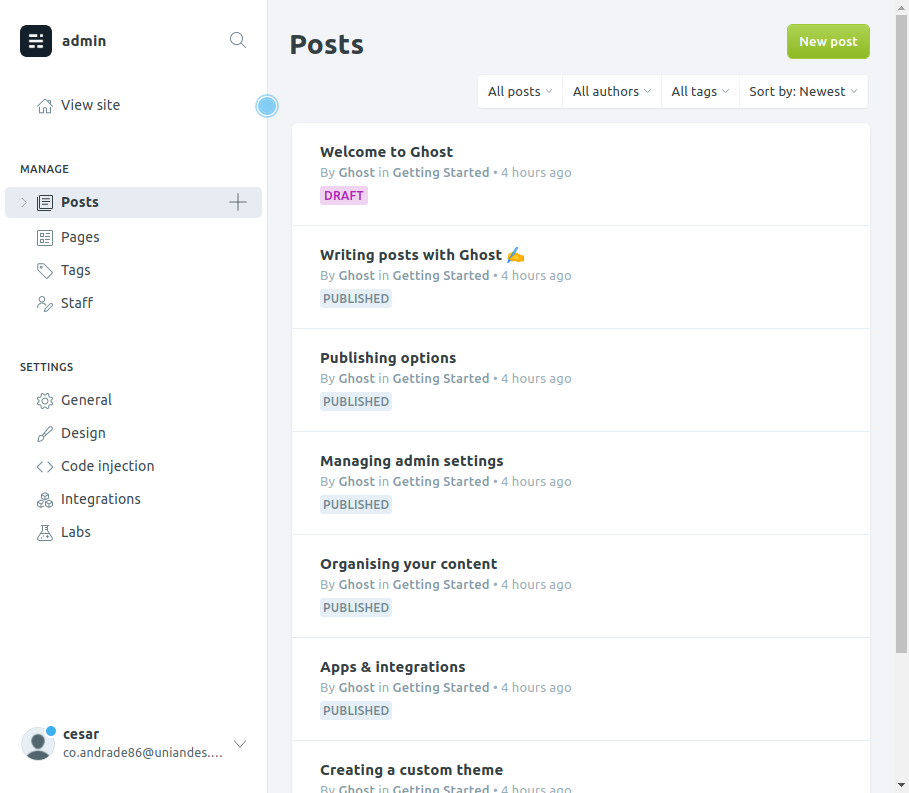 admin
View site
MANAGE
Posts
Pages
Tags
Staff
SETTINGS
General
Design
Code injection
Integrations
Labs
cesar
co.andrade86@uniandes....
Posts
New post
All posts
All authors
All tags
Sort by: Newest
Welcome to Ghost
By Ghost in Getting Started • 4 hours ago
DRAFT
Writing posts with Ghost ✍️
By Ghost in Getting Started • 4 hours ago
PUBLISHED
Publishing options
By Ghost in Getting Started • 4 hours ago
PUBLISHED
Managing admin settings
By Ghost in Getting Started • 4 hours ago
PUBLISHED
Organising your content
By Ghost in Getting Started • 4 hours ago
PUBLISHED
Apps & integrations
By Ghost in Getting Started • 4 hours ago
PUBLISHED
Creating a custom theme
By Ghost in Getting Started • 4 hours ago